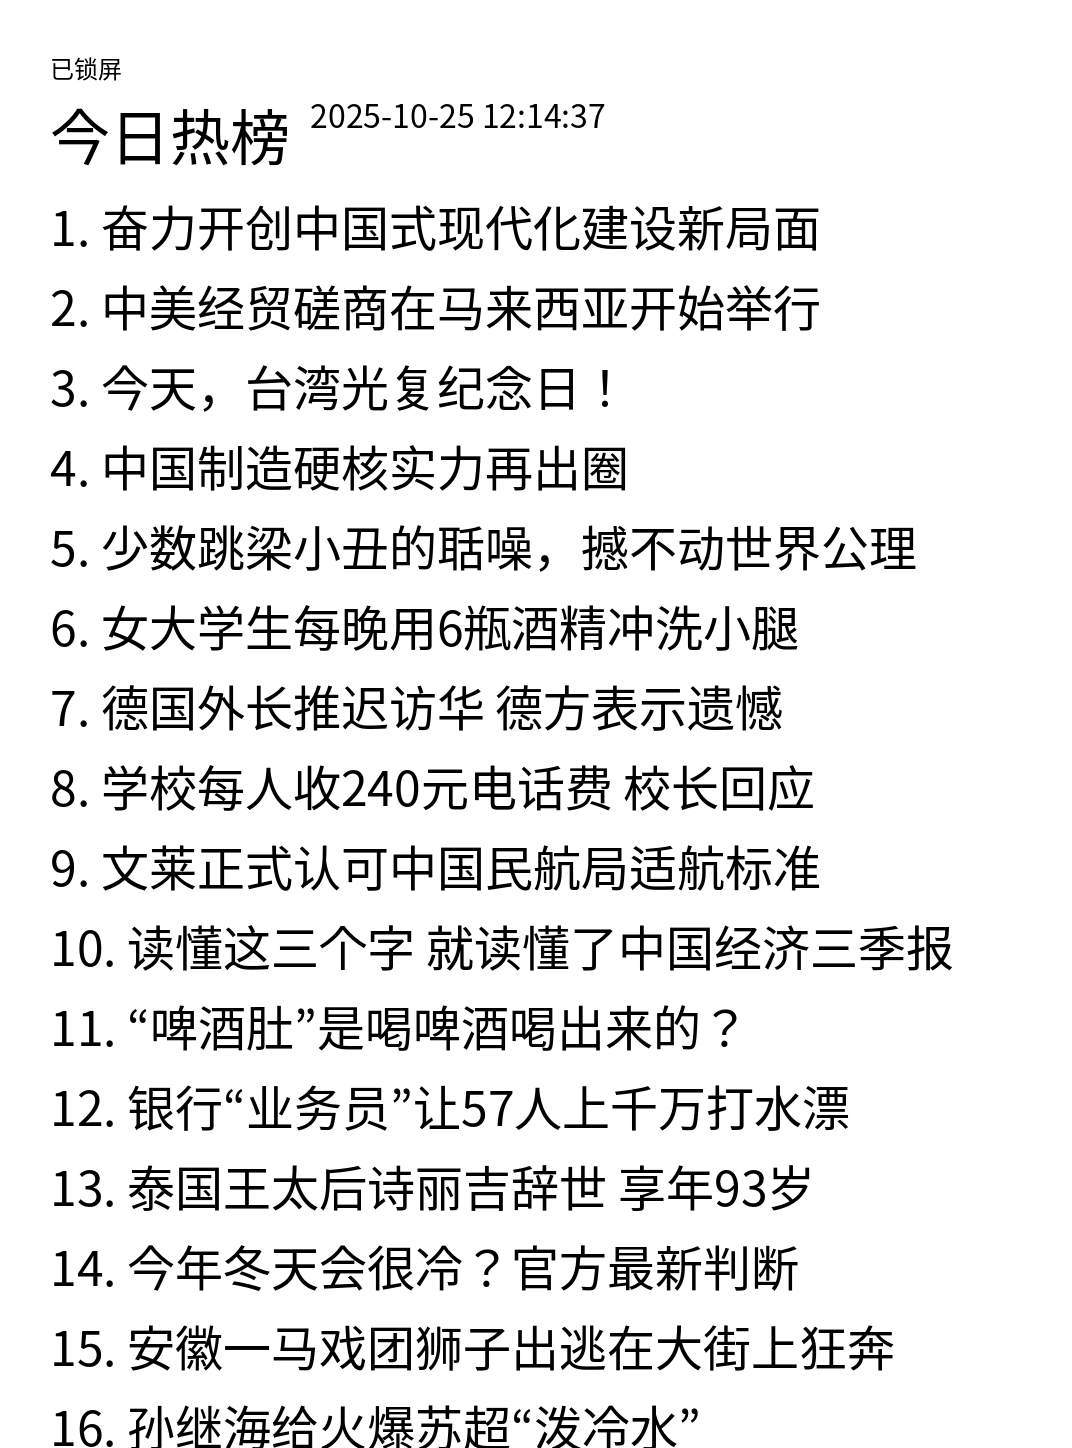 已锁屏
今日热榜 2025-10-25 12:14:37
1. 奋力开创中国式现代化建设新局面
2. 中美经贸磋商在马来西亚开始举行
3. 今天，台湾光复纪念日！
4. 中国制造硬核实力再出圈
5. 少数跳梁小丑的聒噪，撼不动世界公理
6. 女大学生每晚用6瓶酒精冲洗小腿
7. 德国外长推迟访华 德方表示遗憾
8. 学校每人收240元电话费 校长回应
9. 文莱正式认可中国民航局适航标准
10. 读懂这三个字 就读懂了中国经济三季报
11. “啤酒肚”是喝啤酒喝出来的？
12. 银行“业务员”让57人上千万打水漂
13. 泰国王太后诗丽吉辞世 享年93岁
14. 今年冬天会很冷？官方最新判断
15. 安徽一马戏团狮子出逃在大街上狂奔
16. 孙继海给火爆苏超“泼冷水”